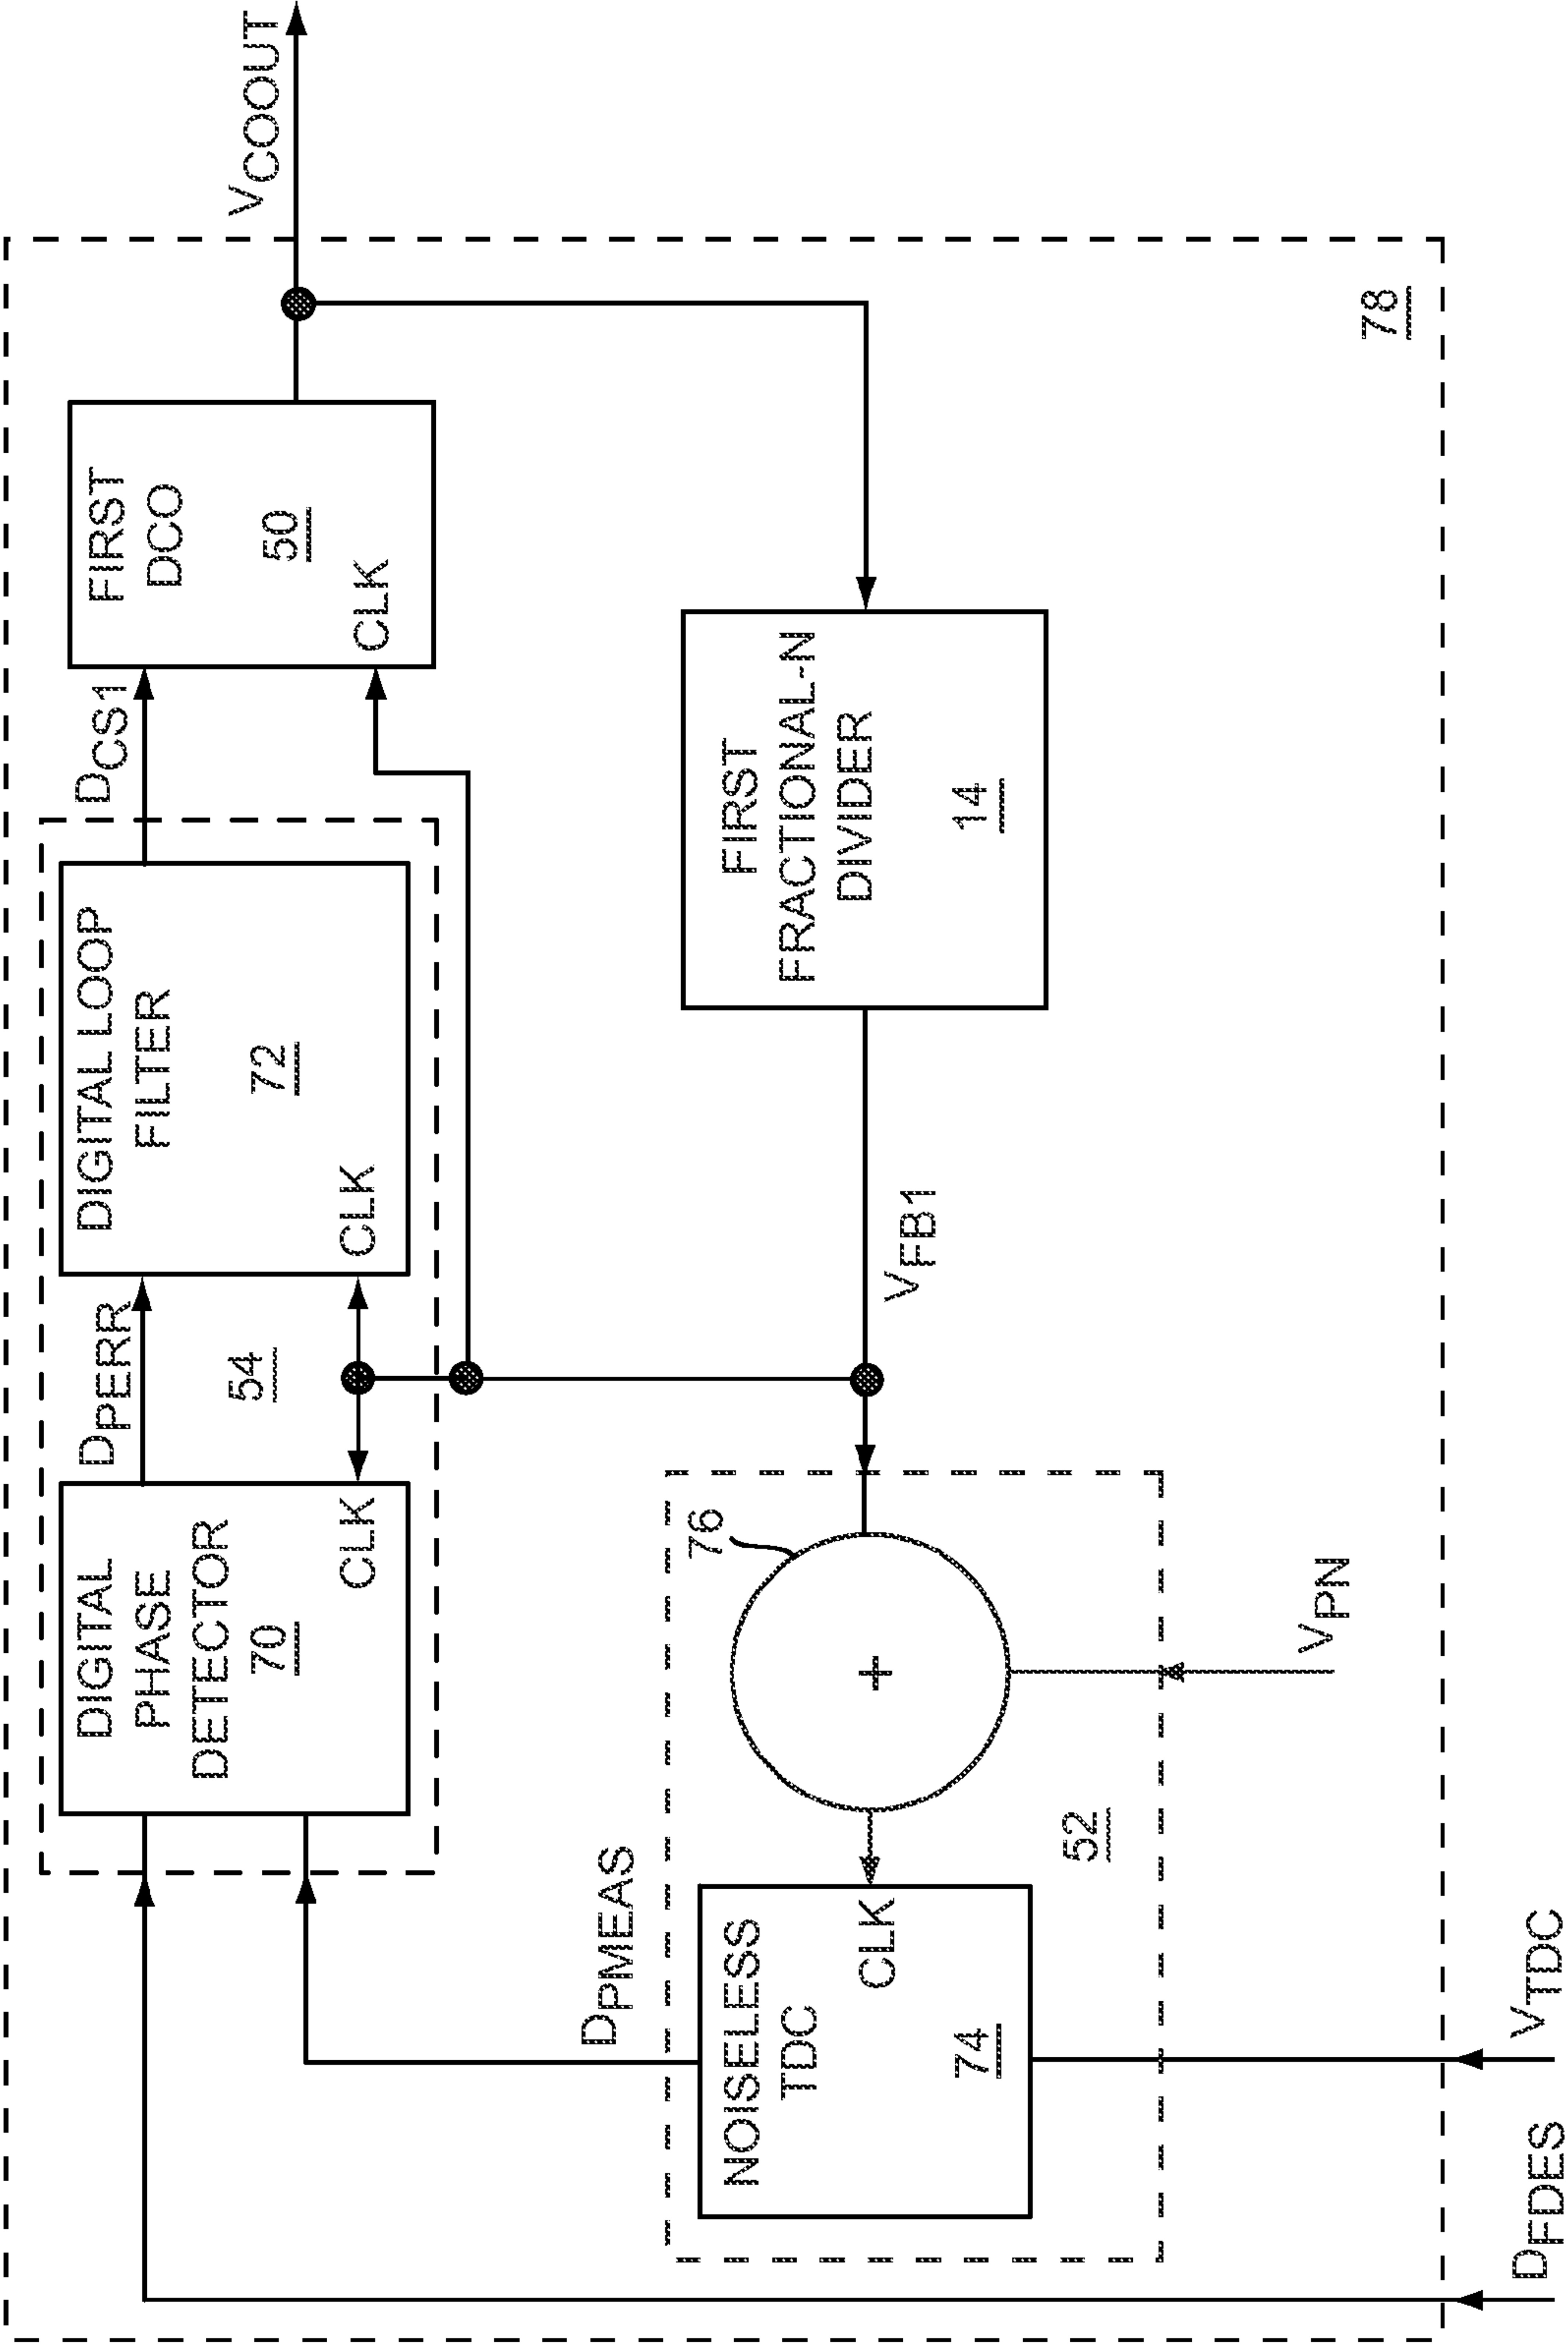 DIGITAL
PHASE
DETECTOR
70
CLK
DPERR
54
DIGITAL LOOP
FILTER
72
CLK
DCS1
FIRST
DCO
50
CLK
VCOOUT
DPMEAS
NOISELESS
TDC
74
CLK
76
+
52
VPN
VFB1
FIRST
FRACTIONAL-N
DIVIDER
14
78
DFDES
VTDC